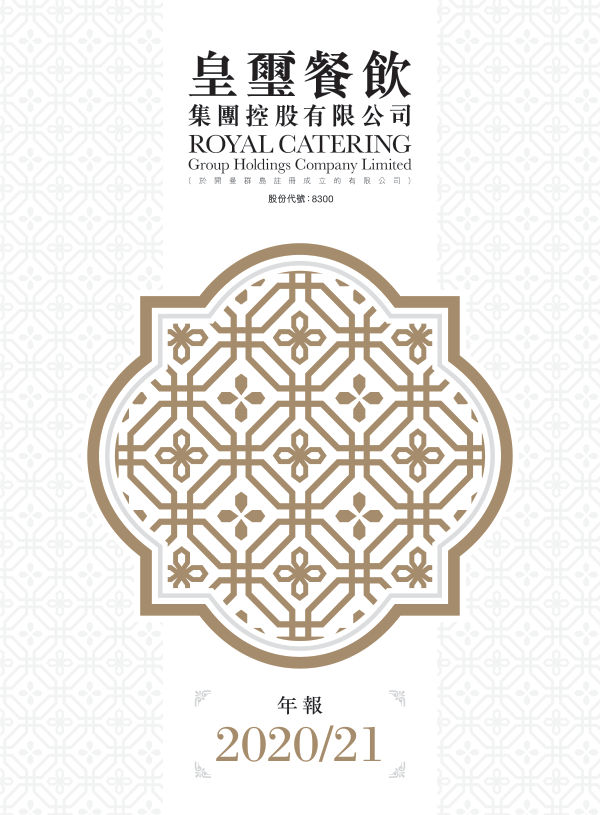 皇璽餐飲
集團控股有限公司
ROYAL CATERING
Group Holdings Company Limited
(於開曼群島註冊成立的有限公司)
股份代號：8300
年報
2020/21